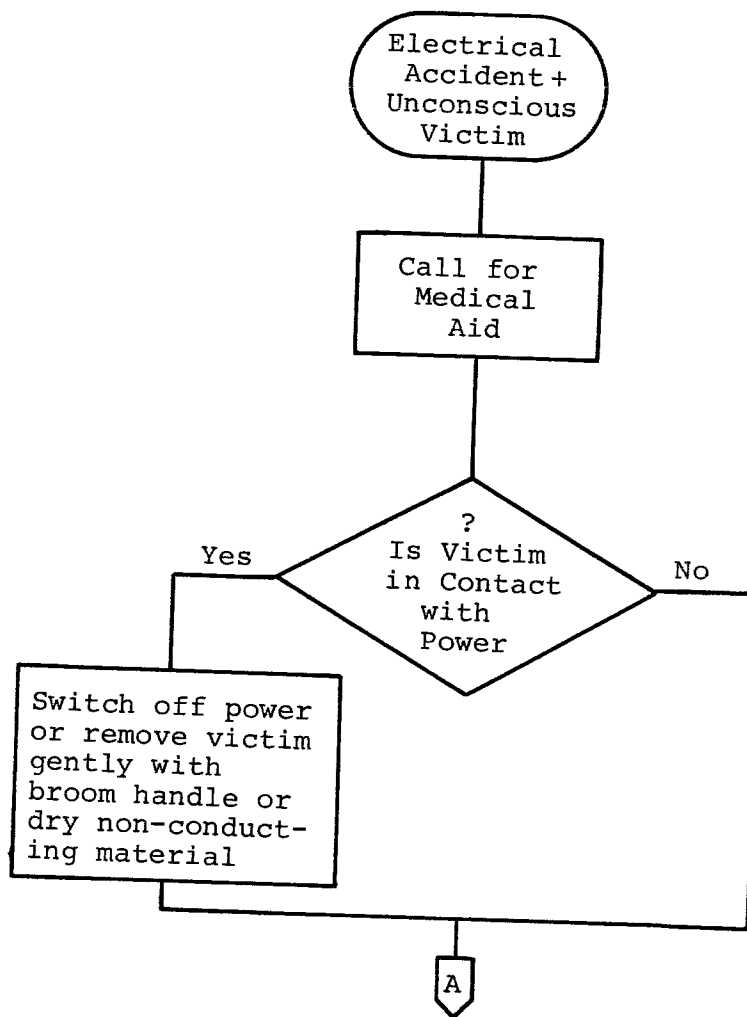 Electrical
Accident +
Unconscious
Victim
Call for
Medical
Aid
?
Is Victim
in Contact
with
Power
Yes
No
Switch off power
or remove victim
gently with
broom handle or
dry non-conduct-
ing material
A